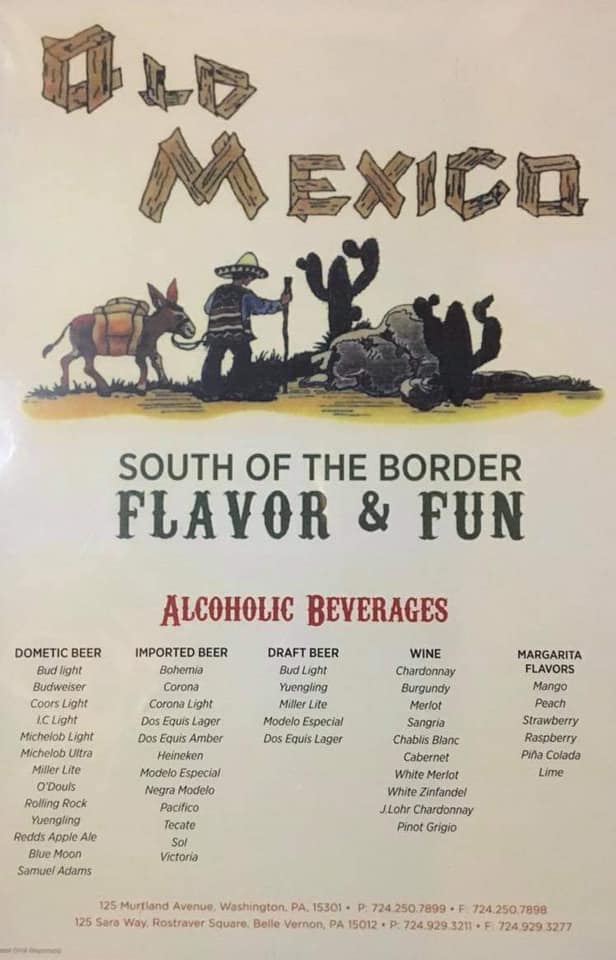 OLD
MEXICO
SOUTH OF THE BORDER
FLAVOR & FUN
ALCOHOLIC BEVERAGES
DOMETIC BEER
Bud light
Budweiser
Coors Light
I.C Light
Michelob Light
Michelob Ultra
Miller Lite
O'Douls
Rolling Rock
Yuengling
Redds Apple Ale
Blue Moon
Samuel Adams
IMPORTED BEER
Bohemia
Corona
Corona Light
Dos Equis Lager
Dos Equis Amber
Heineken
Modelo Especial
Negra Modelo
Pacifico
Tecate
Sol
Victoria
DRAFT BEER
Bud Light
Yuengling
Miller Lite
Modelo Especial
Dos Equis Lager
WINE
Chardonnay
Burgundy
Merlot
Sangria
Chablis Blanc
Cabernet
White Merlot
White Zinfandel
J.Lohr Chardonnay
Pinot Grigio
MARGARITA
FLAVORS
Mango
Peach
Strawberry
Raspberry
Piña Colada
Lime
125 Murtland Avenue, Washington, PA, 15301 • P: 724.250.7899 • F: 724.250.7898
125 Sara Way, Rostraver Square, Belle Vernon, PA 15012 • P: 724.929.3211 • F: 724.929.3277